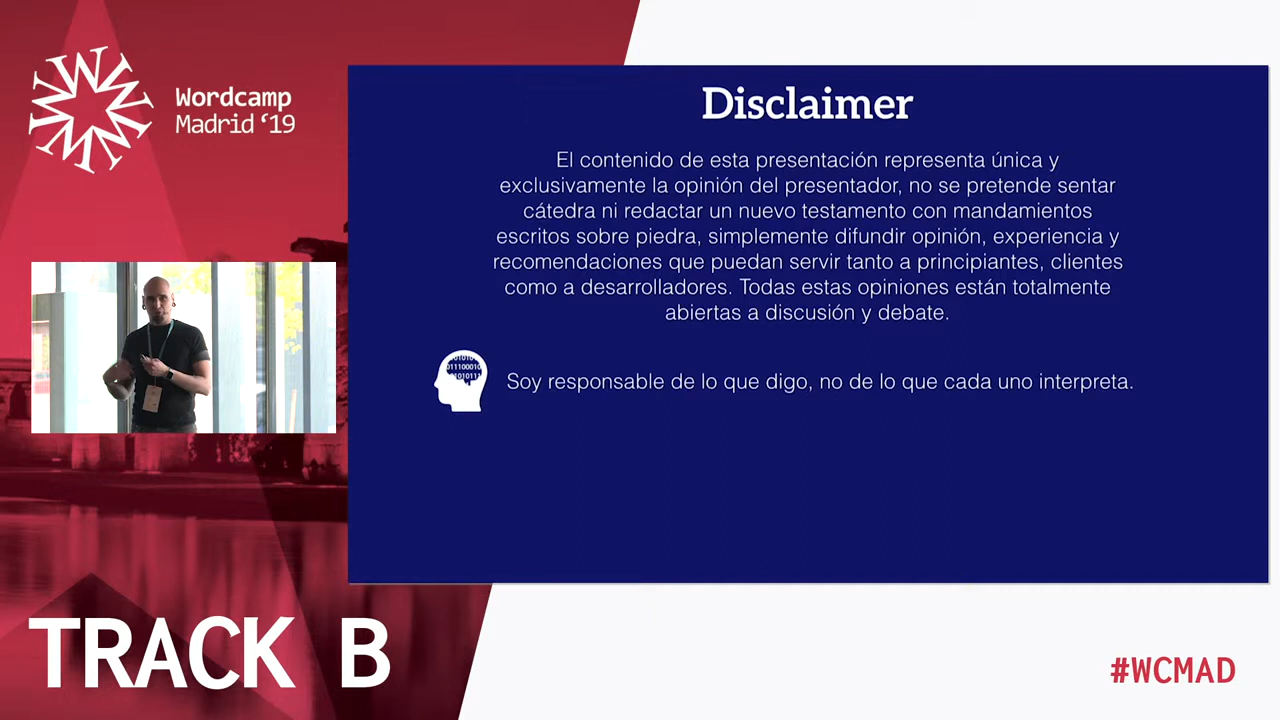 Wordcamp
Madrid ‘19
Disclaimer
El contenido de esta presentación representa única y
exclusivamente la opinión del presentador, no se pretende sentar
cátedra ni redactar un nuevo testamento con mandamientos
escritos sobre piedra, simplemente difundir opinión, experiencia y
recomendaciones que puedan servir tanto a principiantes, clientes
como a desarrolladores. Todas estas opiniones están totalmente
abiertas a discusión y debate.
01010
011100010
1010111
Soy responsable de lo que digo, no de lo que cada uno interpreta.
TRACK B
#WCMAD